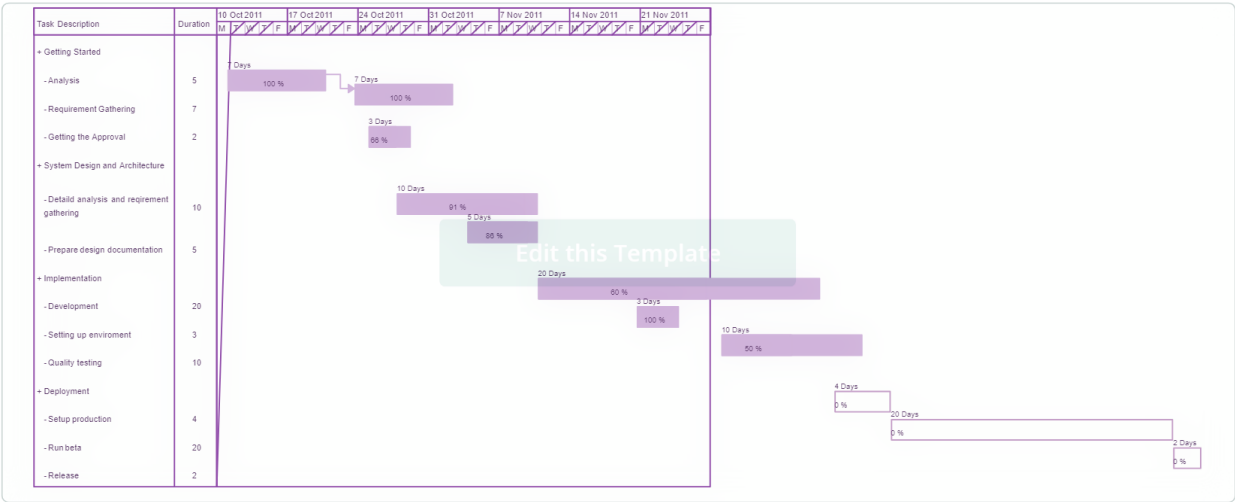 Task Description Duration 10 Oct 2011 17 Oct 2011 24 Oct 2011 31 Oct 2011 7 Nov 2011 14 Nov 2011 21 Nov 2011
M T W T F M T W T F M T W T F M T W T F M T W T F M T W T F M T W T F
+ Getting Started
7 Days
- Analysis 5 100 % 7 Days
100 %
- Requirement Gathering 7
3 Days
- Getting the Approval 2 66 %
+ System Design and Architecture
10 Days
- Detaild analysis and reqirement
gathering 10 91 %
5 Days
86 %
- Prepare design documentation 5
Edit this Template
+ Implementation 20 Days
60 %
- Development 20 3 Days
100 %
- Setting up enviroment 3 10 Days
50 %
- Quality testing 10
+ Deployment 4 Days
0 %
- Setup production 4 20 Days
0 %
- Run beta 20 2 Days
0 %
- Release 2